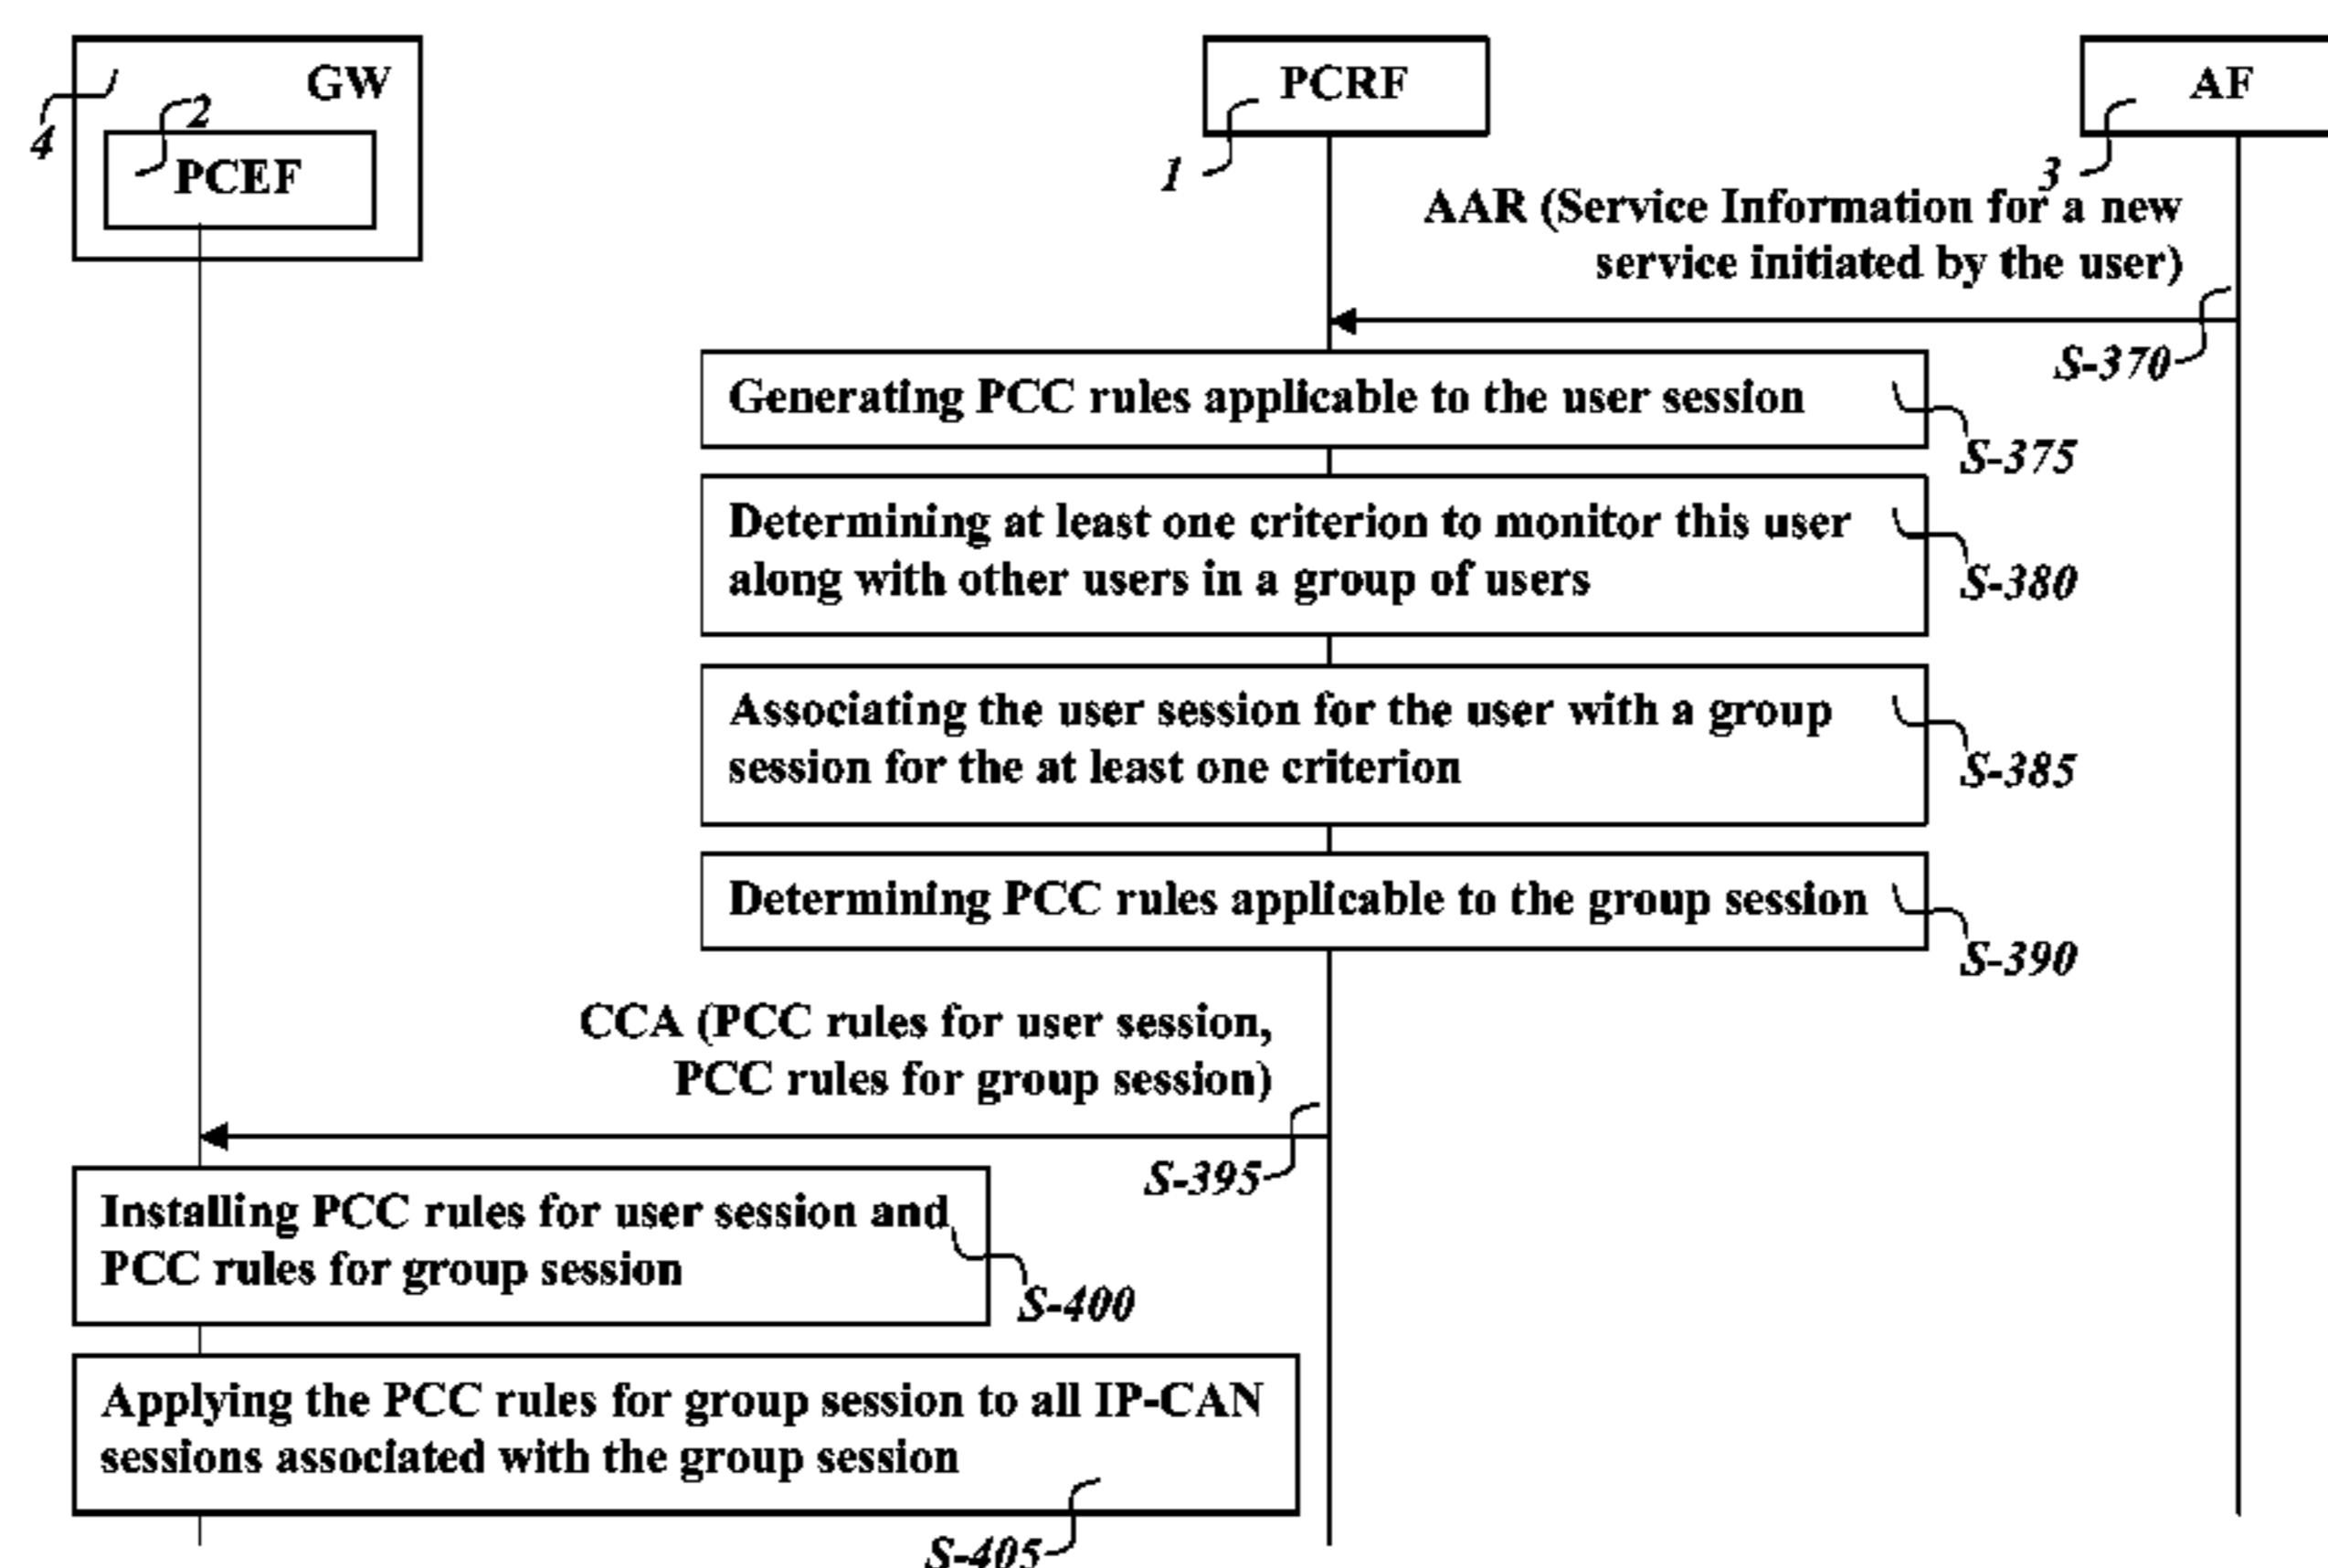 GW
PCRF
AF
4
2
PCEF
1
3
AAR (Service Information for a new
service initiated by the user)
S-370
Generating PCC rules applicable to the user session
S-375
Determining at least one criterion to monitor this user
along with other users in a group of users
S-380
Associating the user session for the user with a group
session for the at least one criterion
S-385
Determining PCC rules applicable to the group session
S-390
CCA (PCC rules for user session,
PCC rules for group session)
S-395
Installing PCC rules for user session and
PCC rules for group session
S-400
Applying the PCC rules for group session to all IP-CAN
sessions associated with the group session
S-405